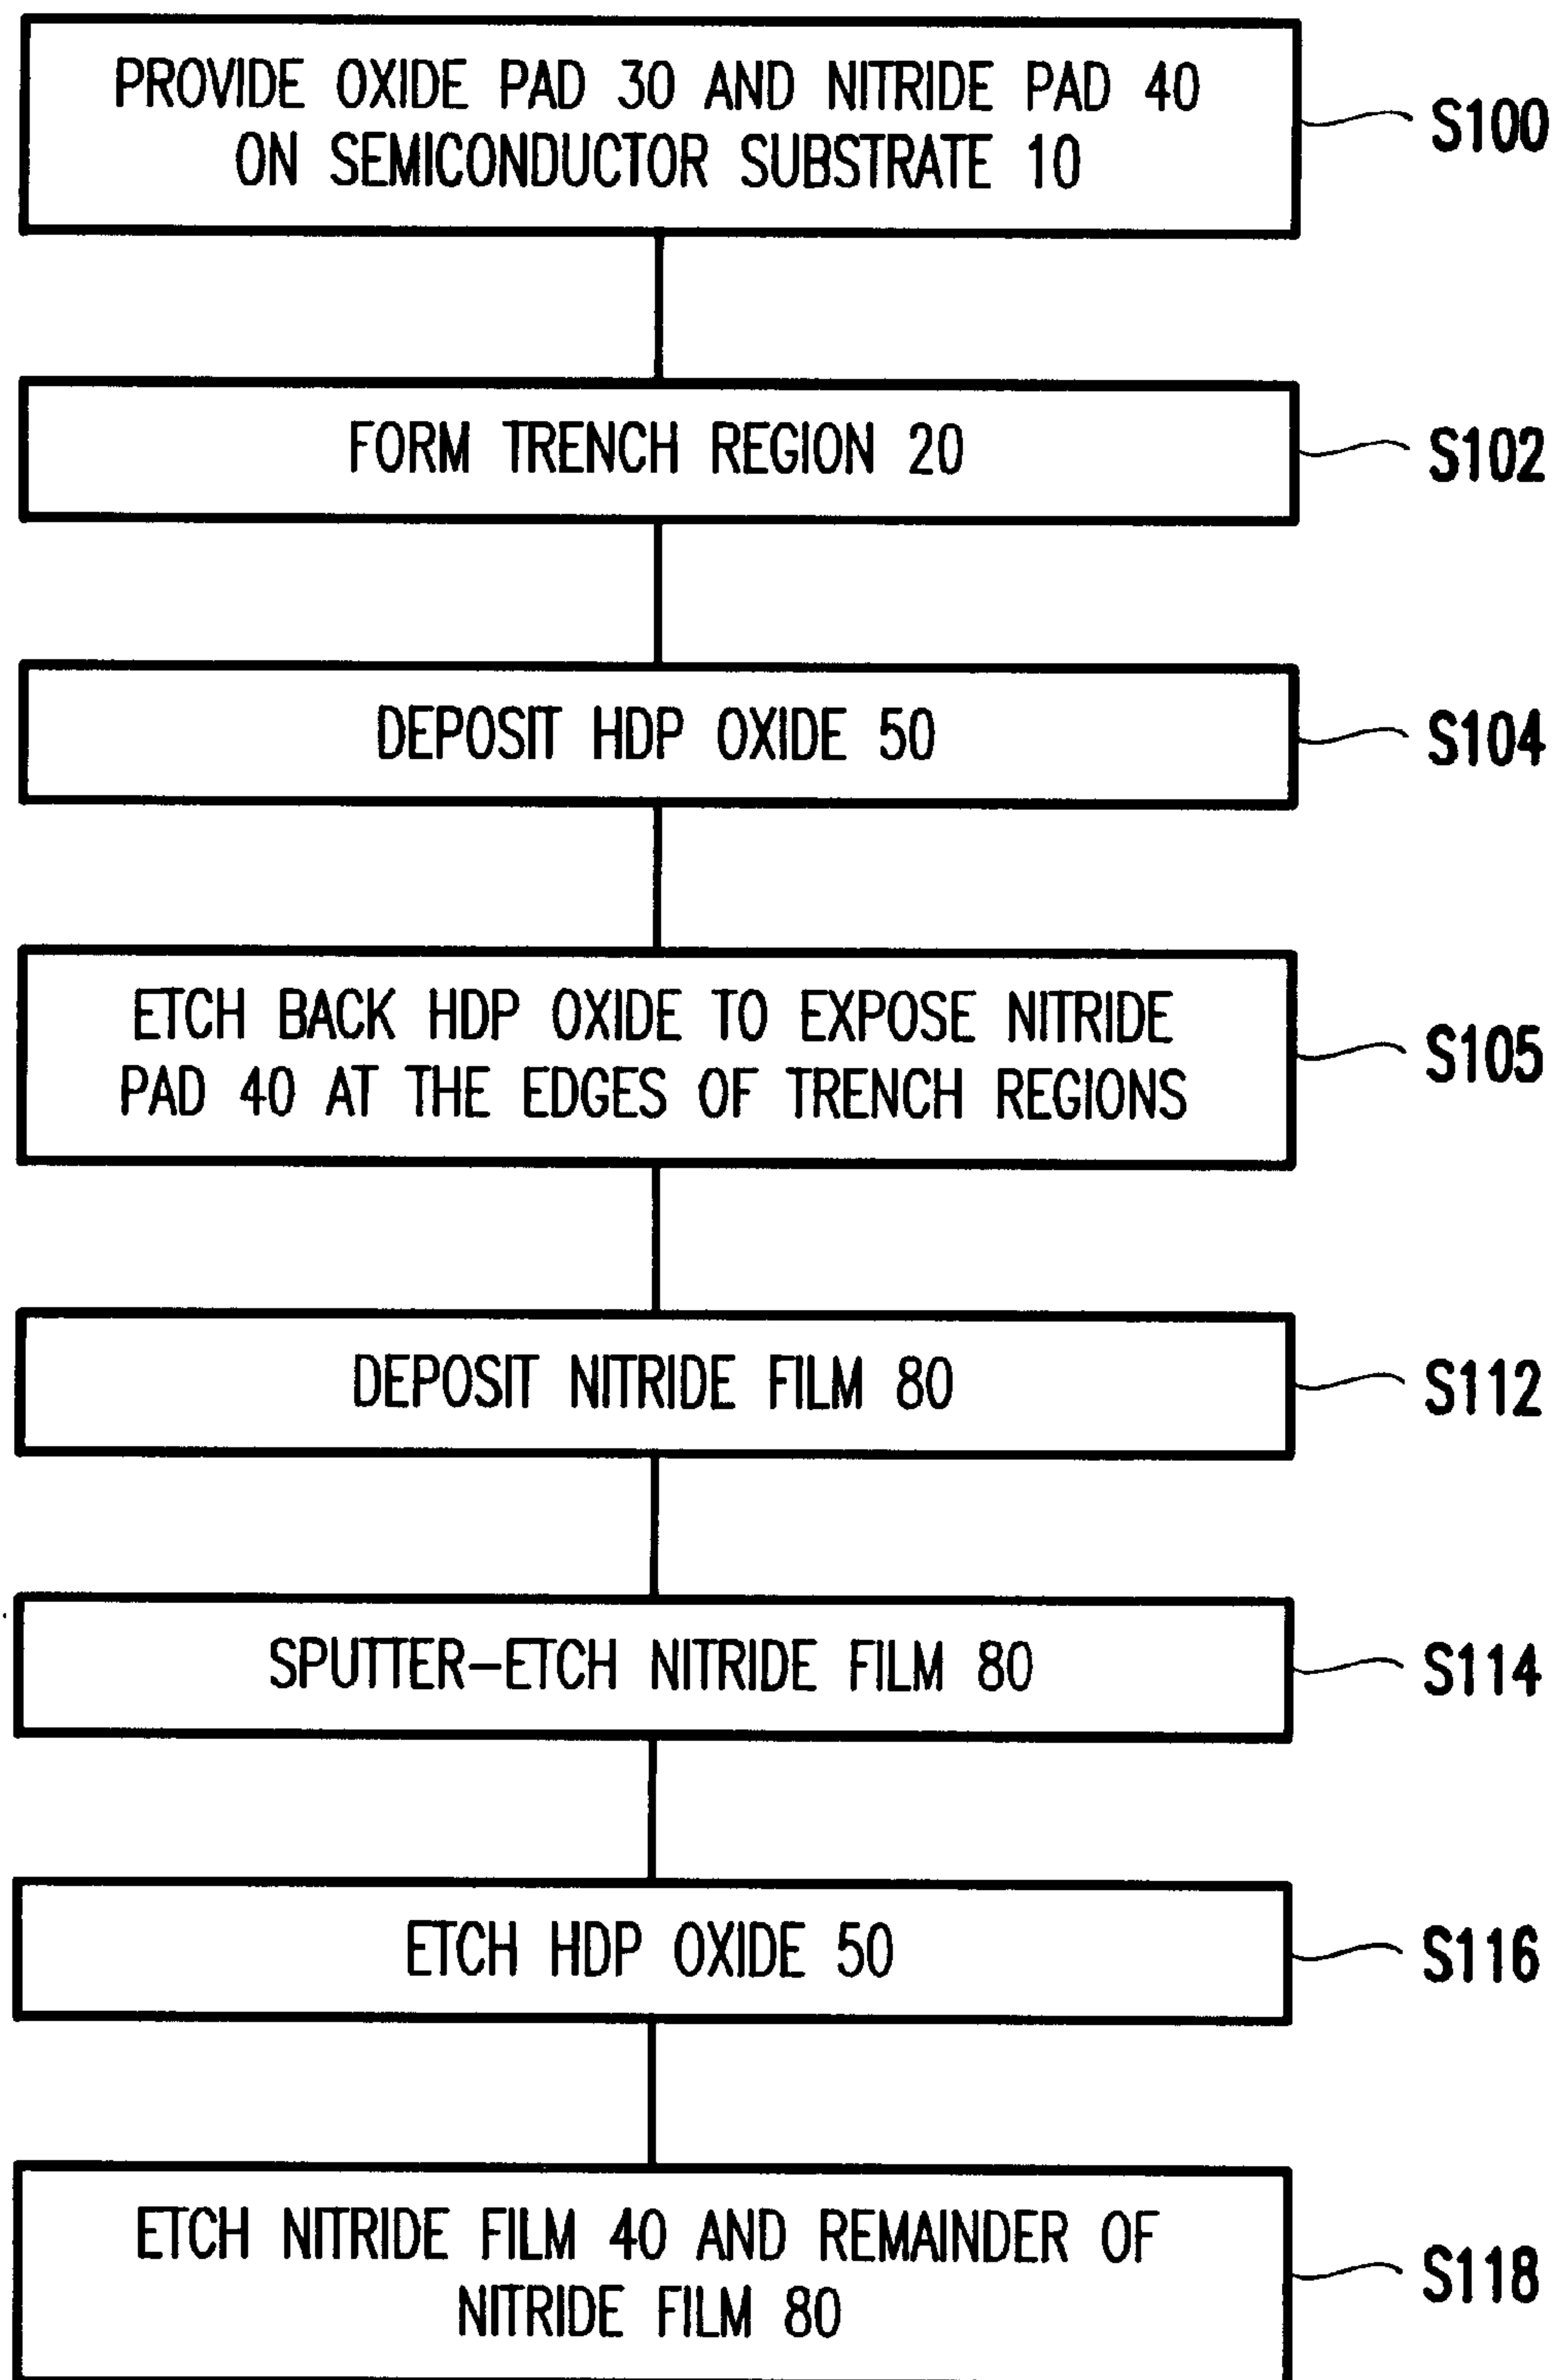 PROVIDE OXIDE PAD 30 AND NITRIDE PAD 40
ON SEMICONDUCTOR SUBSTRATE 10
S100
FORM TRENCH REGION 20
S102
DEPOSIT HDP OXIDE 50
S104
ETCH BACK HDP OXIDE TO EXPOSE NITRIDE
PAD 40 AT THE EDGES OF TRENCH REGIONS
S105
DEPOSIT NITRIDE FILM 80
S112
SPUTTER-ETCH NITRIDE FILM 80
S114
ETCH HDP OXIDE 50
S116
ETCH NITRIDE FILM 40 AND REMAINDER OF
NITRIDE FILM 80
S118